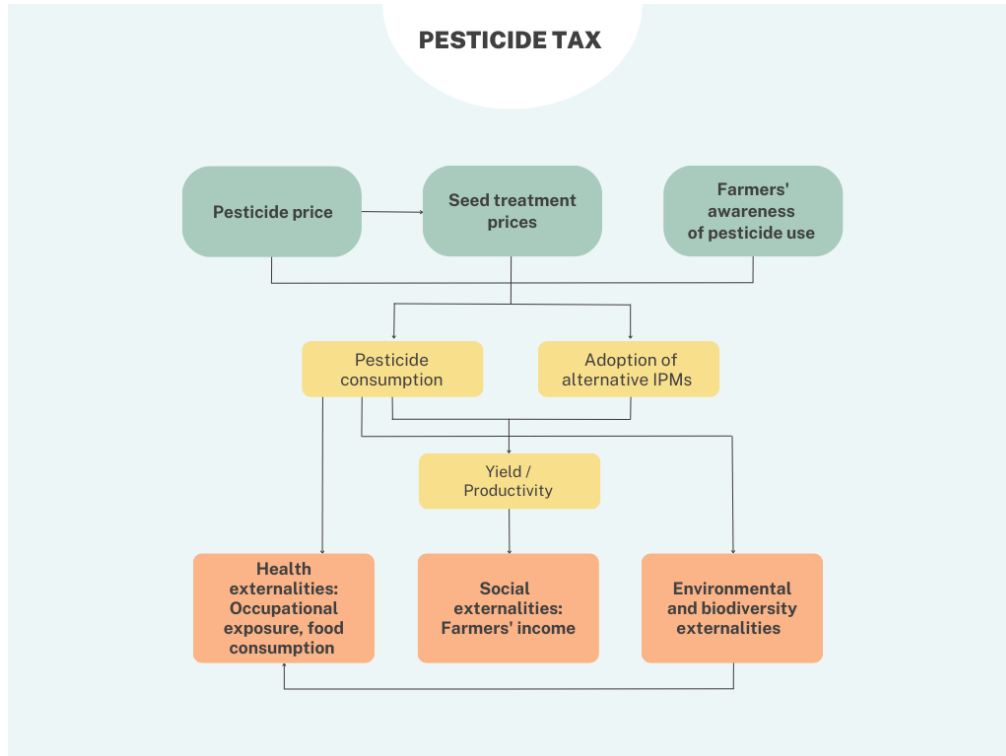 PESTICIDE TAX
Pesticide price
Seed treatment
prices
Farmers'
awareness
of pesticide use
Pesticide
consumption
Adoption of
alternative IPMs
Yield /
Productivity
Health
externalities:
Occupational
exposure, food
consumption
Social
externalities:
Farmers' income
Environmental
and biodiversity
externalities